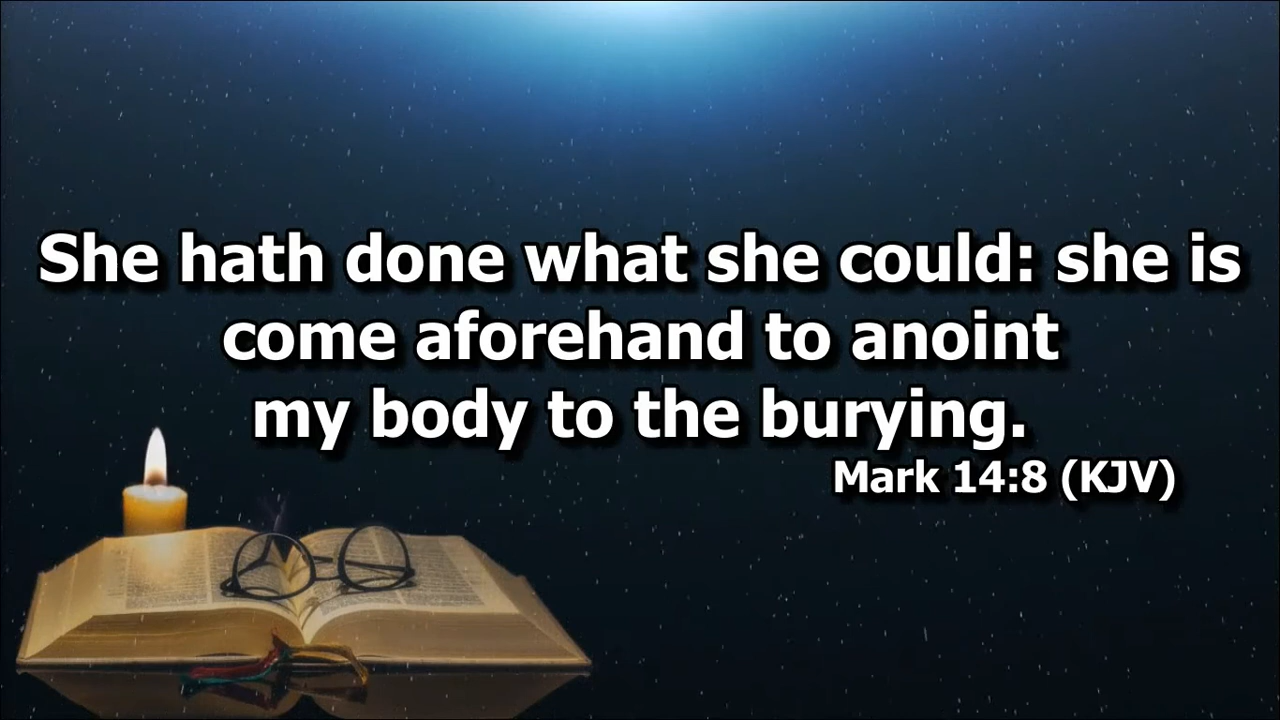 She hath done what she could: she is
come aforehand to anoint
my body to the burying.
Mark 14:8 (KJV)